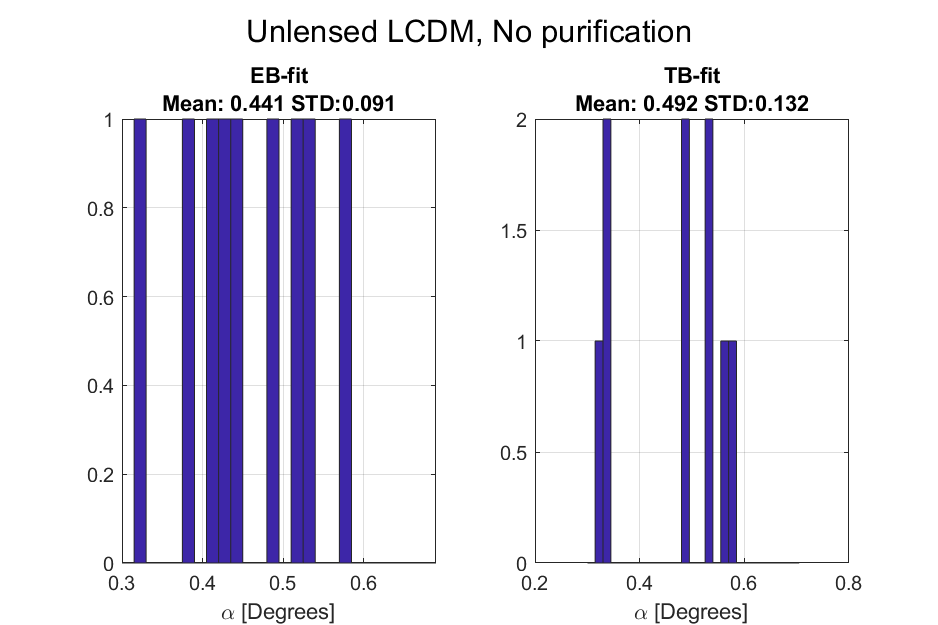 Unlensed LCDM, No purification
EB-fit
Mean: 0.441 STD:0.091
1
0.8
0.6
0.4
0.2
0
0.3 0.4 0.5 0.6
α [Degrees]
TB-fit
Mean: 0.492 STD:0.132
2
1.5
1
0.5
0
0.2 0.4 0.6 0.8
α [Degrees]